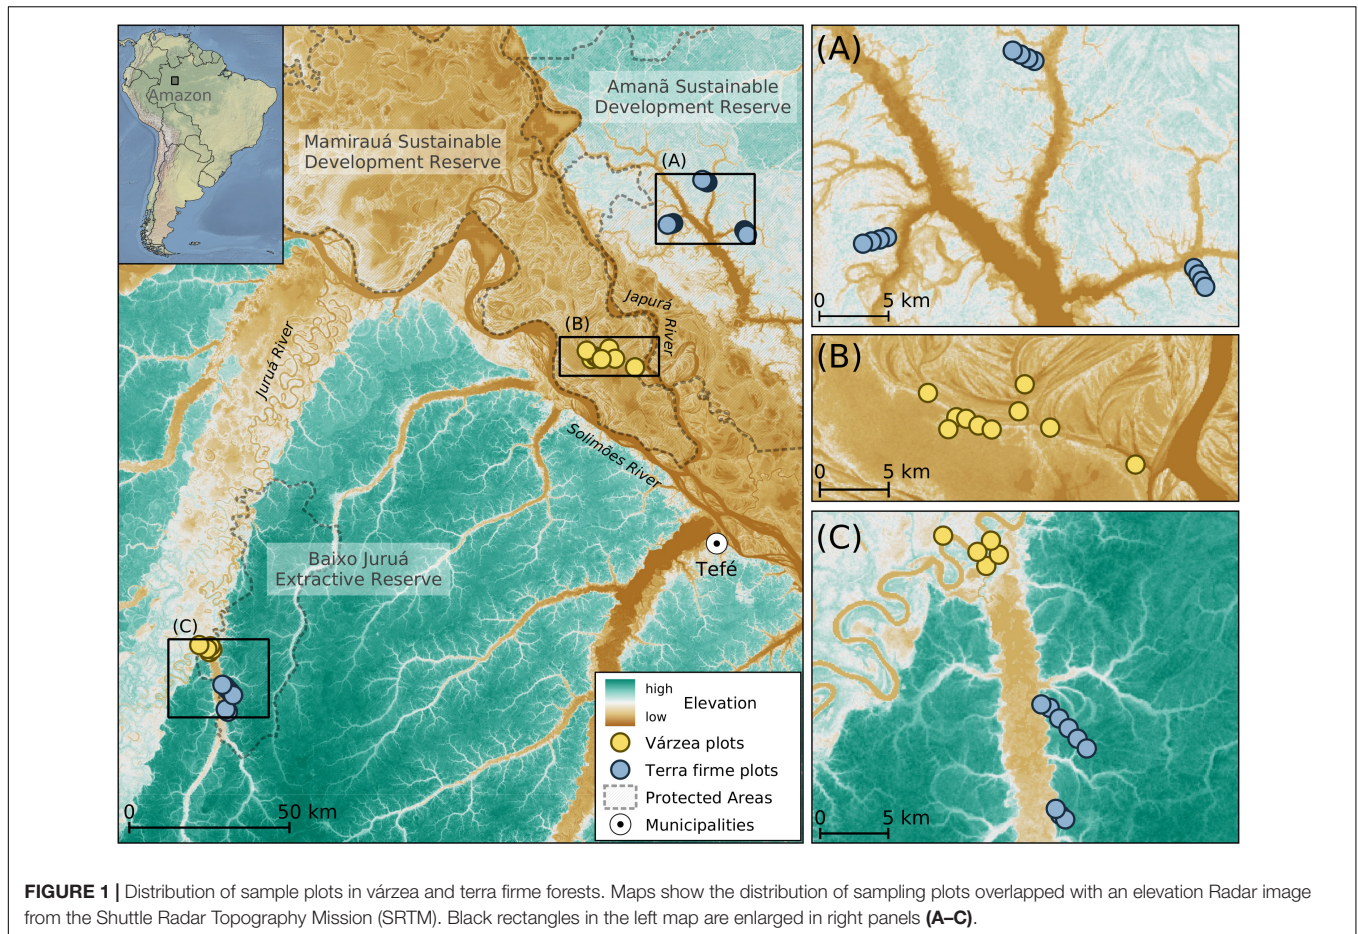 Amazon
Amanã Sustainable
Development Reserve
Mamirauá Sustainable
Development Reserve
(A)
Japurá
River
(B)
Juruá River
Solimões River
Tefé
Baixo Juruá
Extractive Reserve
(C)
0 50 km
high
low
Elevation
Várzea plots
Terra firme plots
Protected Areas
Municipalities
(A)
0 5 km
(B)
0 5 km
(C)
0 5 km
FIGURE 1 | Distribution of sample plots in várzea and terra firme forests. Maps show the distribution of sampling plots overlapped with an elevation Radar image
from the Shuttle Radar Topography Mission (SRTM). Black rectangles in the left map are enlarged in right panels (A–C).